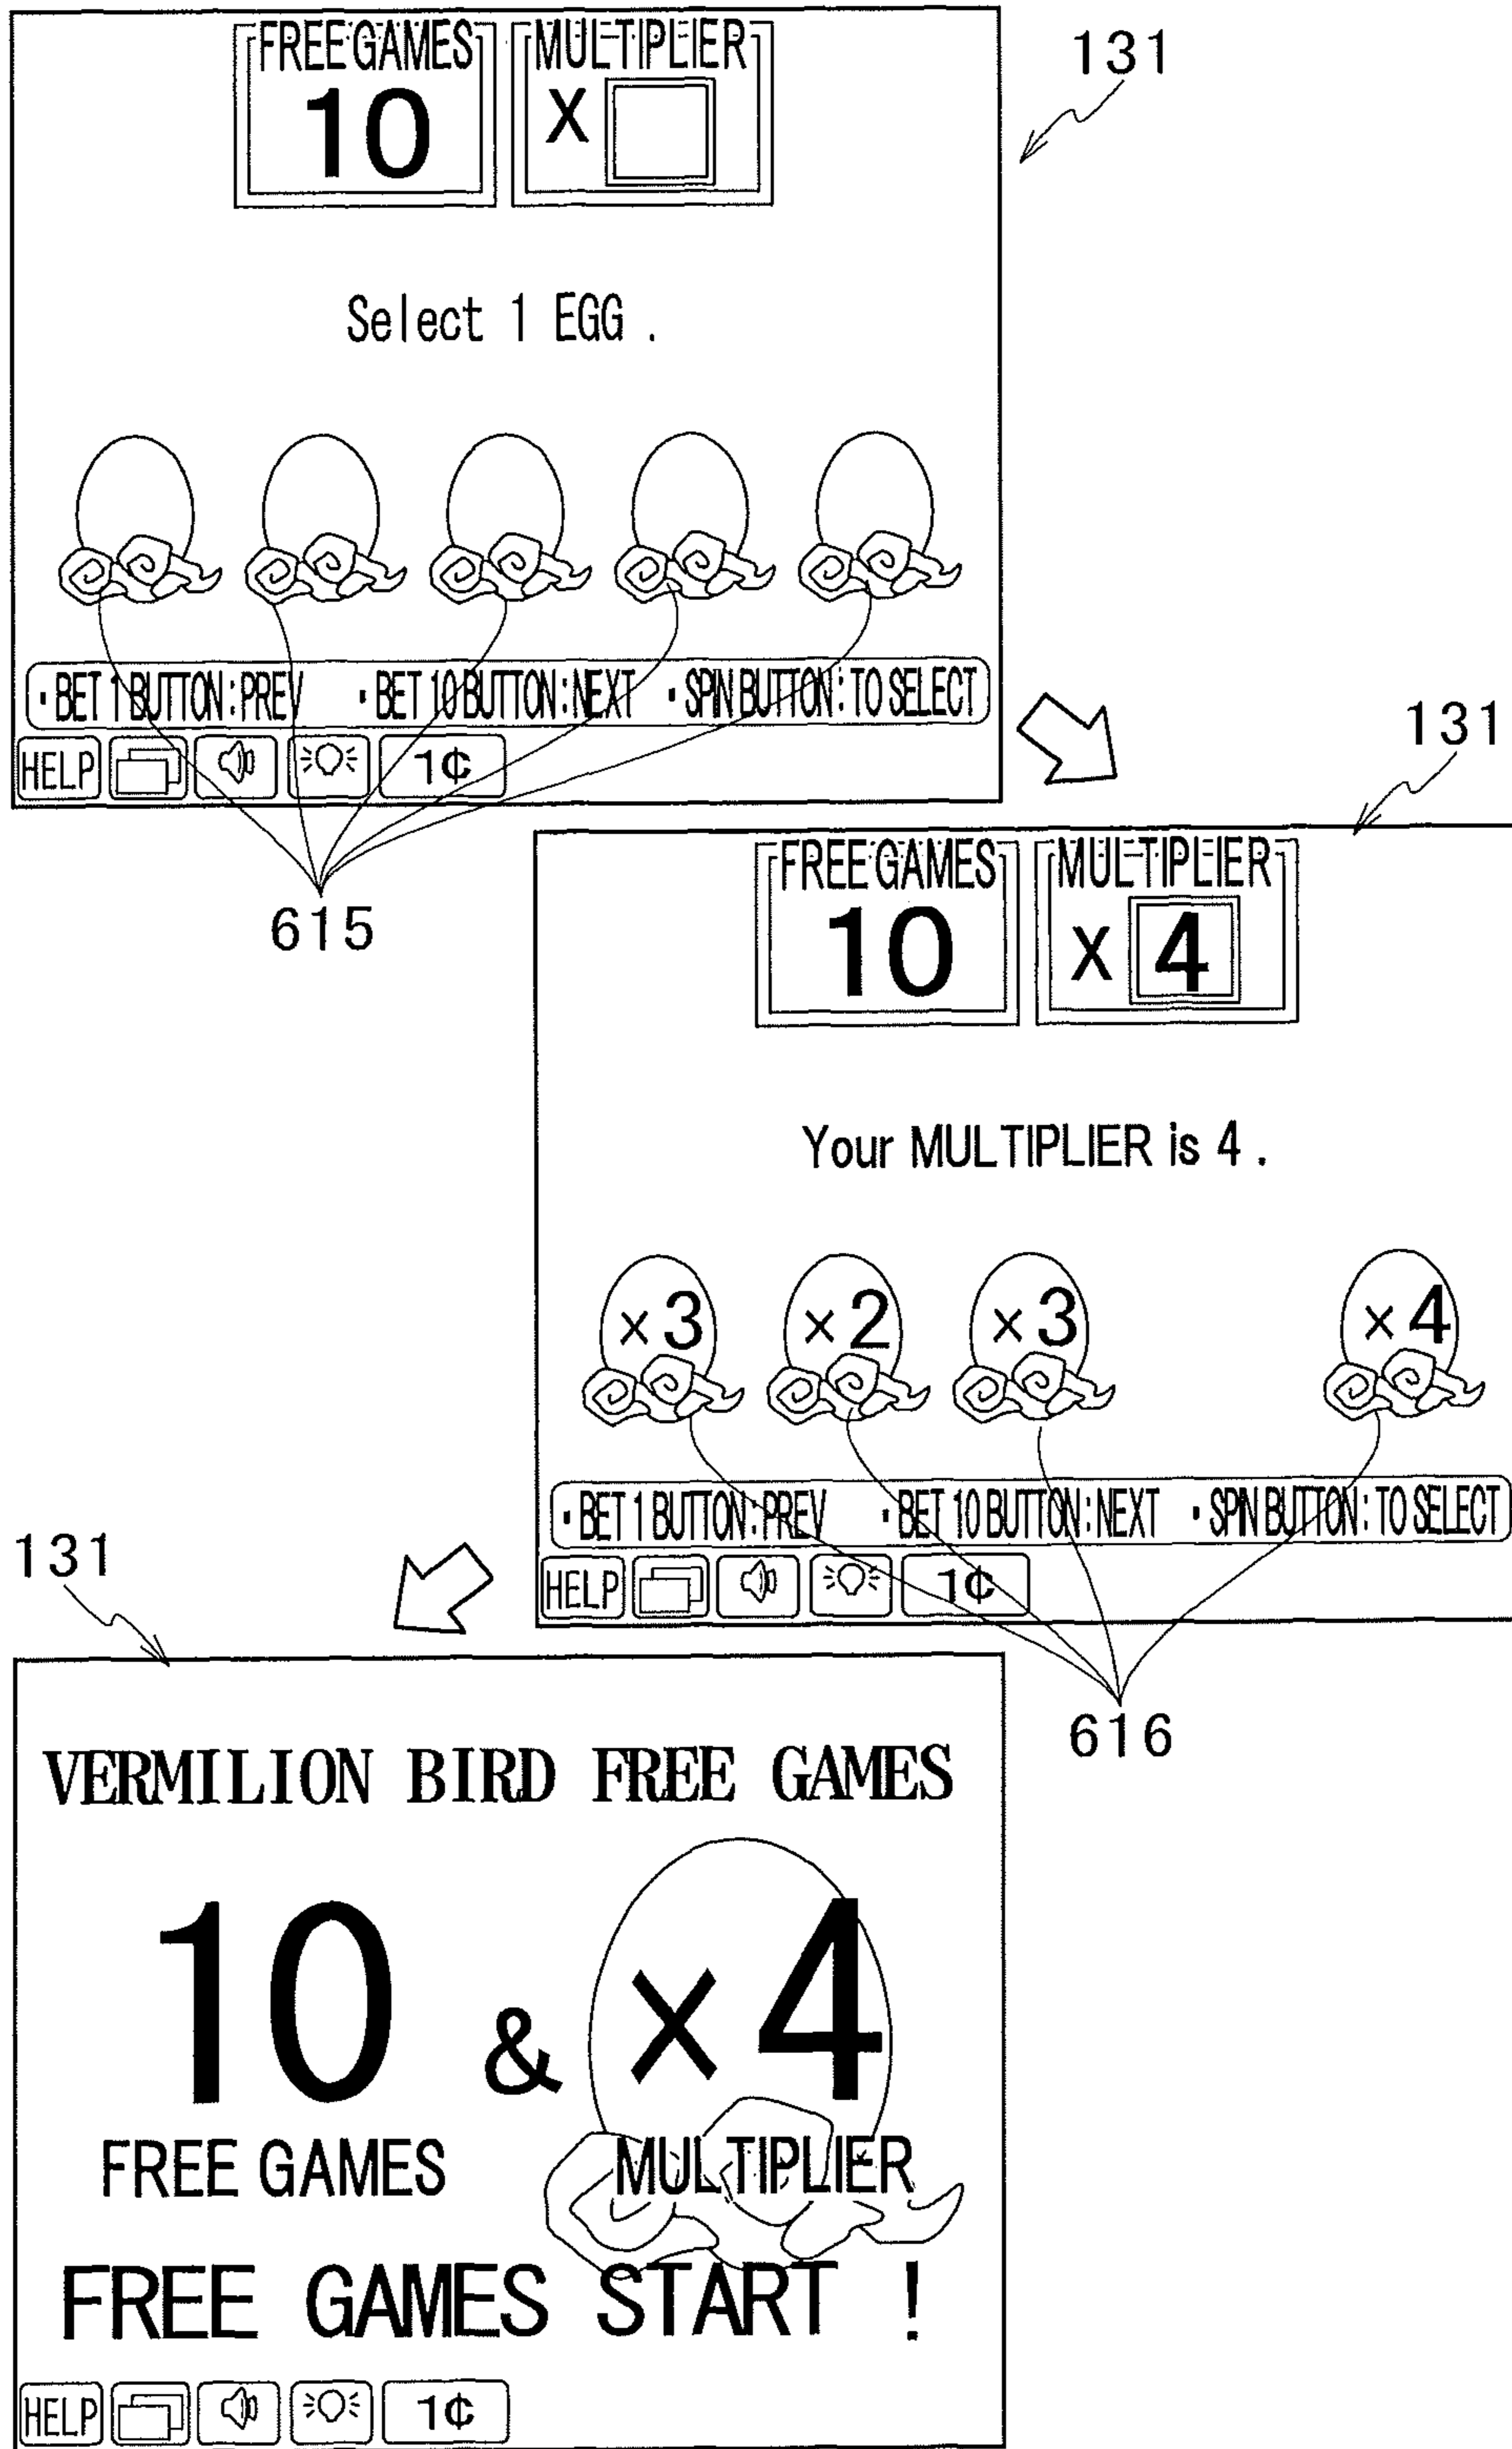 FREE GAMES MULTIPLIER
10 X
131
Select 1 EGG .
・BET 1 BUTTON : PREV ・BET 10 BUTTON : NEXT ・SPIN BUTTON : TO SELECT
HELP 1¢
615
131
FREE GAMES MULTIPLIER
10 X 4
Your MULTIPLIER is 4 .
×3 ×2 ×3 ×4
・BET 1 BUTTON : PREV ・BET 10 BUTTON : NEXT ・SPIN BUTTON : TO SELECT
HELP 1¢
616
131
VERMILION BIRD FREE GAMES
10 & ×4
FREE GAMES MULTIPLIER
FREE GAMES START !
HELP 1¢